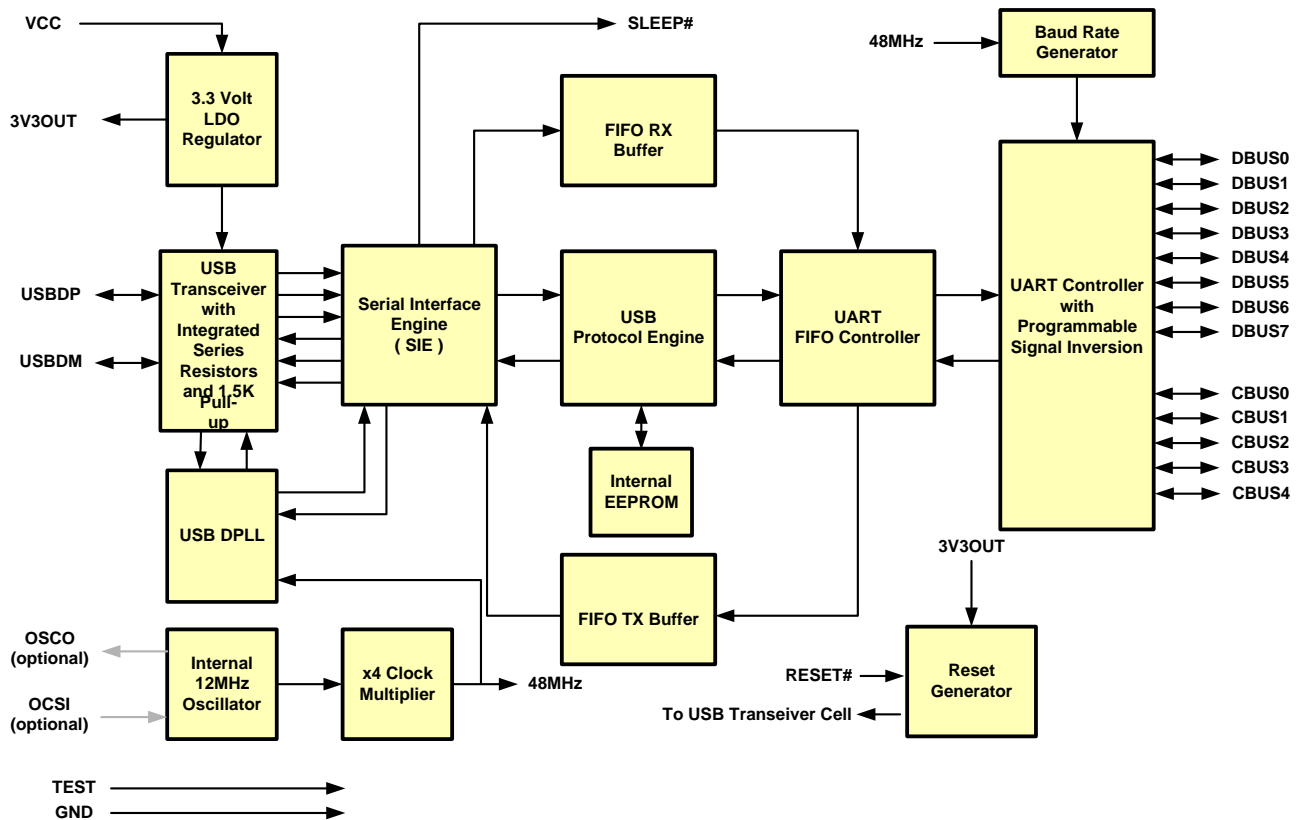 VCC
SLEEP#
48MHz
Baud Rate
Generator
3.3 Volt
LDO
Regulator
3V3OUT
FIFO RX
Buffer
DBUS0
DBUS1
DBUS2
DBUS3
DBUS4
DBUS5
DBUS6
DBUS7
CBUS0
CBUS1
CBUS2
CBUS3
CBUS4
USBDP
USBDM
USB
Transceiver
with
Integrated
Series
Resistors
and 1.5K
Pull-
up
Serial Interface
Engine
( SIE )
USB
Protocol Engine
UART
FIFO Controller
UART Controller
with
Programmable
Signal Inversion
USB DPLL
Internal
EEPROM
3V3OUT
FIFO TX Buffer
OSCO
(optional)
OCSI
(optional)
Internal
12MHz
Oscillator
x4 Clock
Multiplier
48MHz
RESET#
Reset
Generator
To USB Transeiver Cell
TEST
GND